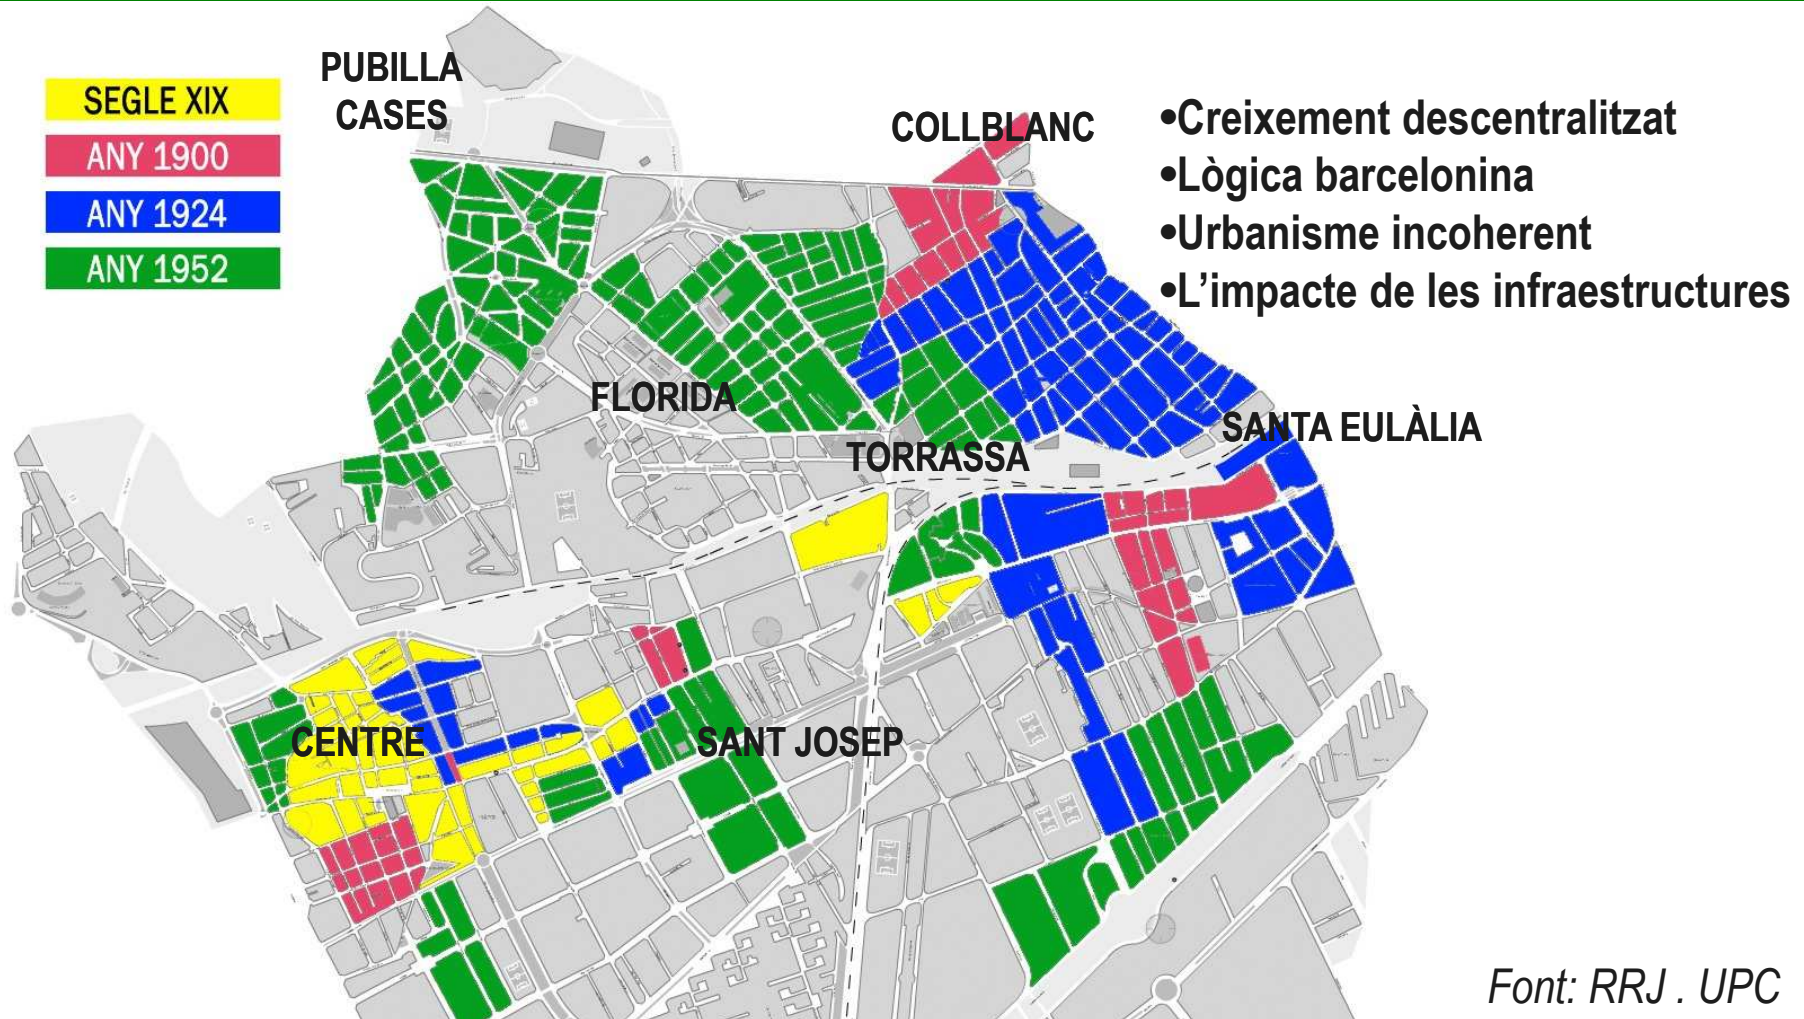 SEGLE XIX
ANY 1900
ANY 1924
ANY 1952
PUBILLA
CASES
COLLBLANC
•Creixement descentralitzat
•Lògica barcelonina
•Urbanisme incoherent
•L’impacte de les infraestructures
FLORIDA
TORRASSA
SANTA EULÀLIA
CENTRE
SANT JOSEP
Font: RRJ . UPC